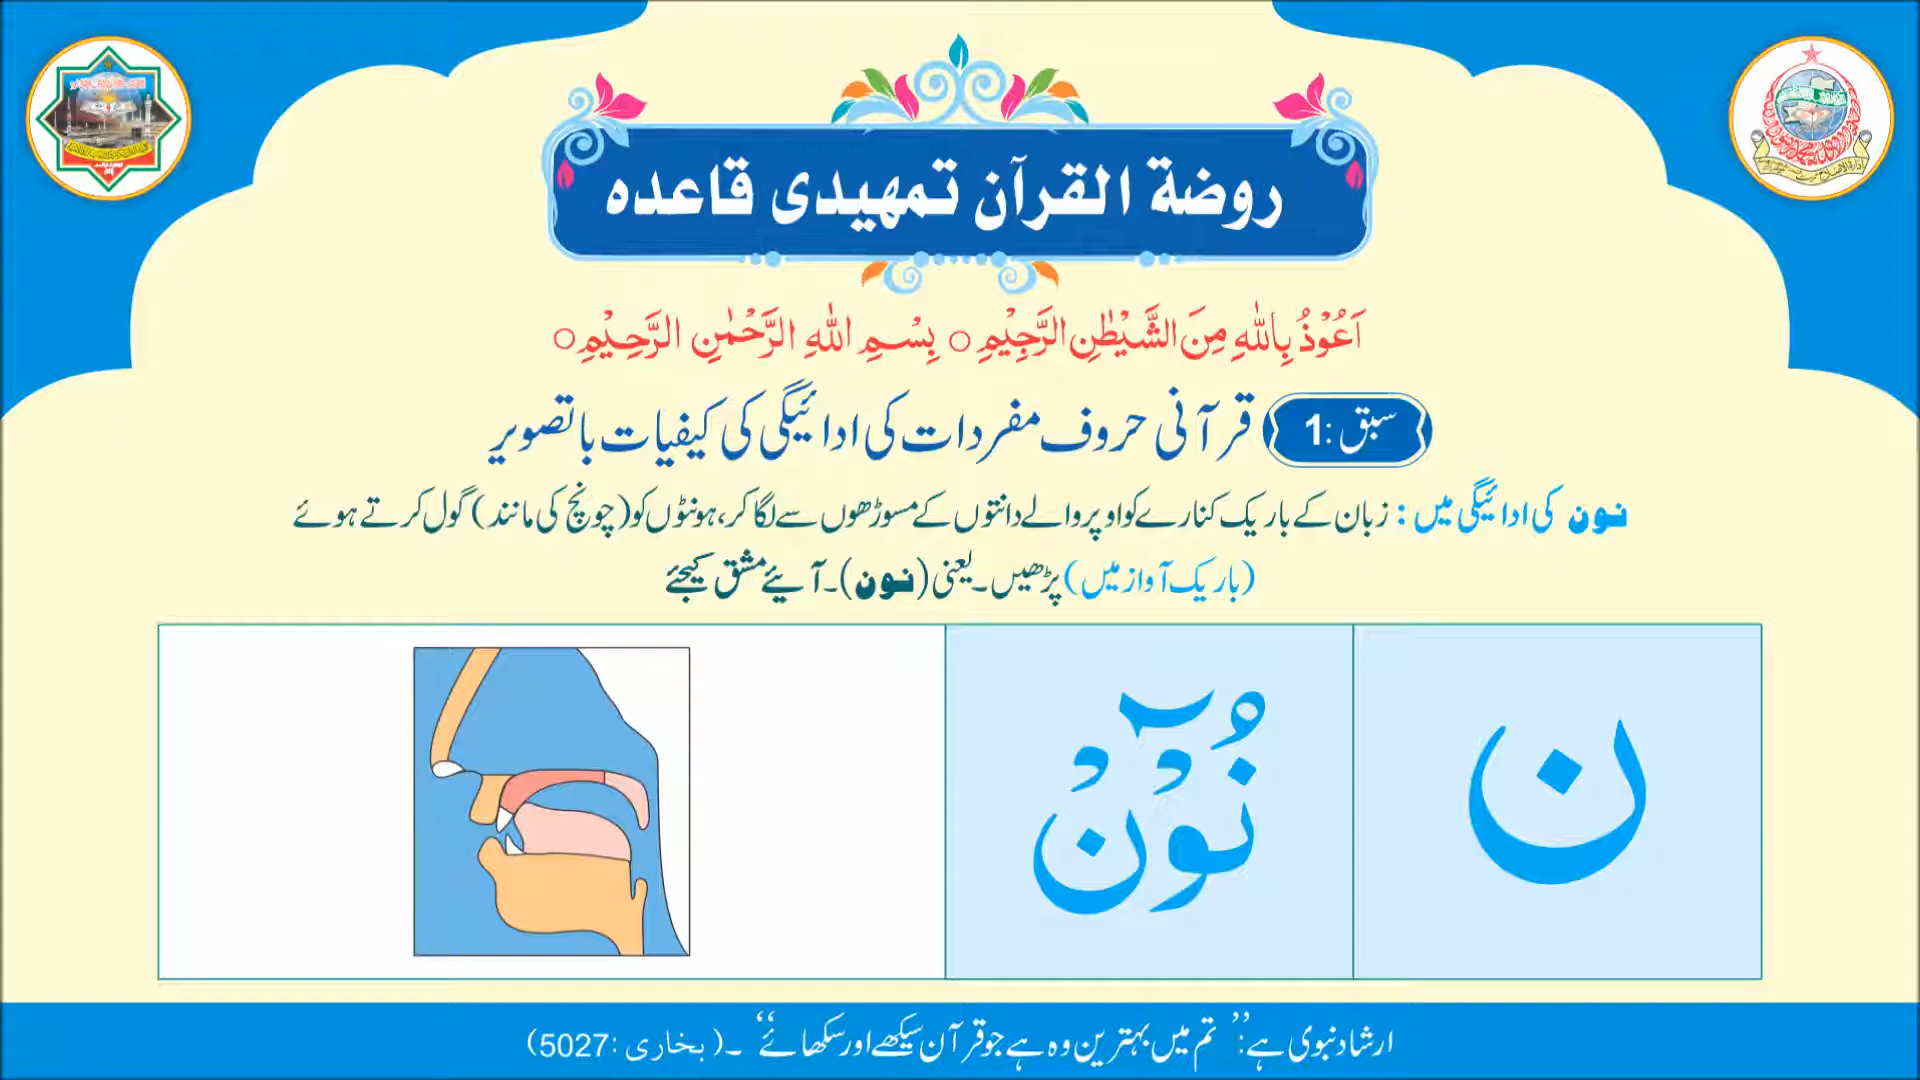 روضة القرآن تمهیدی قاعدہ
اَعُوْذُ بِاللهِ مِنَ الشَّيْطٰنِ الرَّجِيْمِ ○ بِسْمِ اللهِ الرَّحْمٰنِ الرَّحِيْمِ ○
سبق :1 قرآنی حروف مفردات کی ادائیگی کی کیفیات باتصویر
نون کی ادائیگی میں : زبان کے باریک کنارے کو اوپر والے دانتوں کے مسوڑھوں سے لگا کر، ہونٹوں کو (چونچ کی مانند) گول کرتے ہوئے
(باریک آواز میں) پڑھیں۔ یعنی (نون)۔ آیئے مشق کیجئے
ن
نُوْٓنْ
ارشاد نبوی ہے: ”تم میں بہترین وہ ہے جو قرآن سیکھے اور سکھائے“ ۔( بخاری :5027)